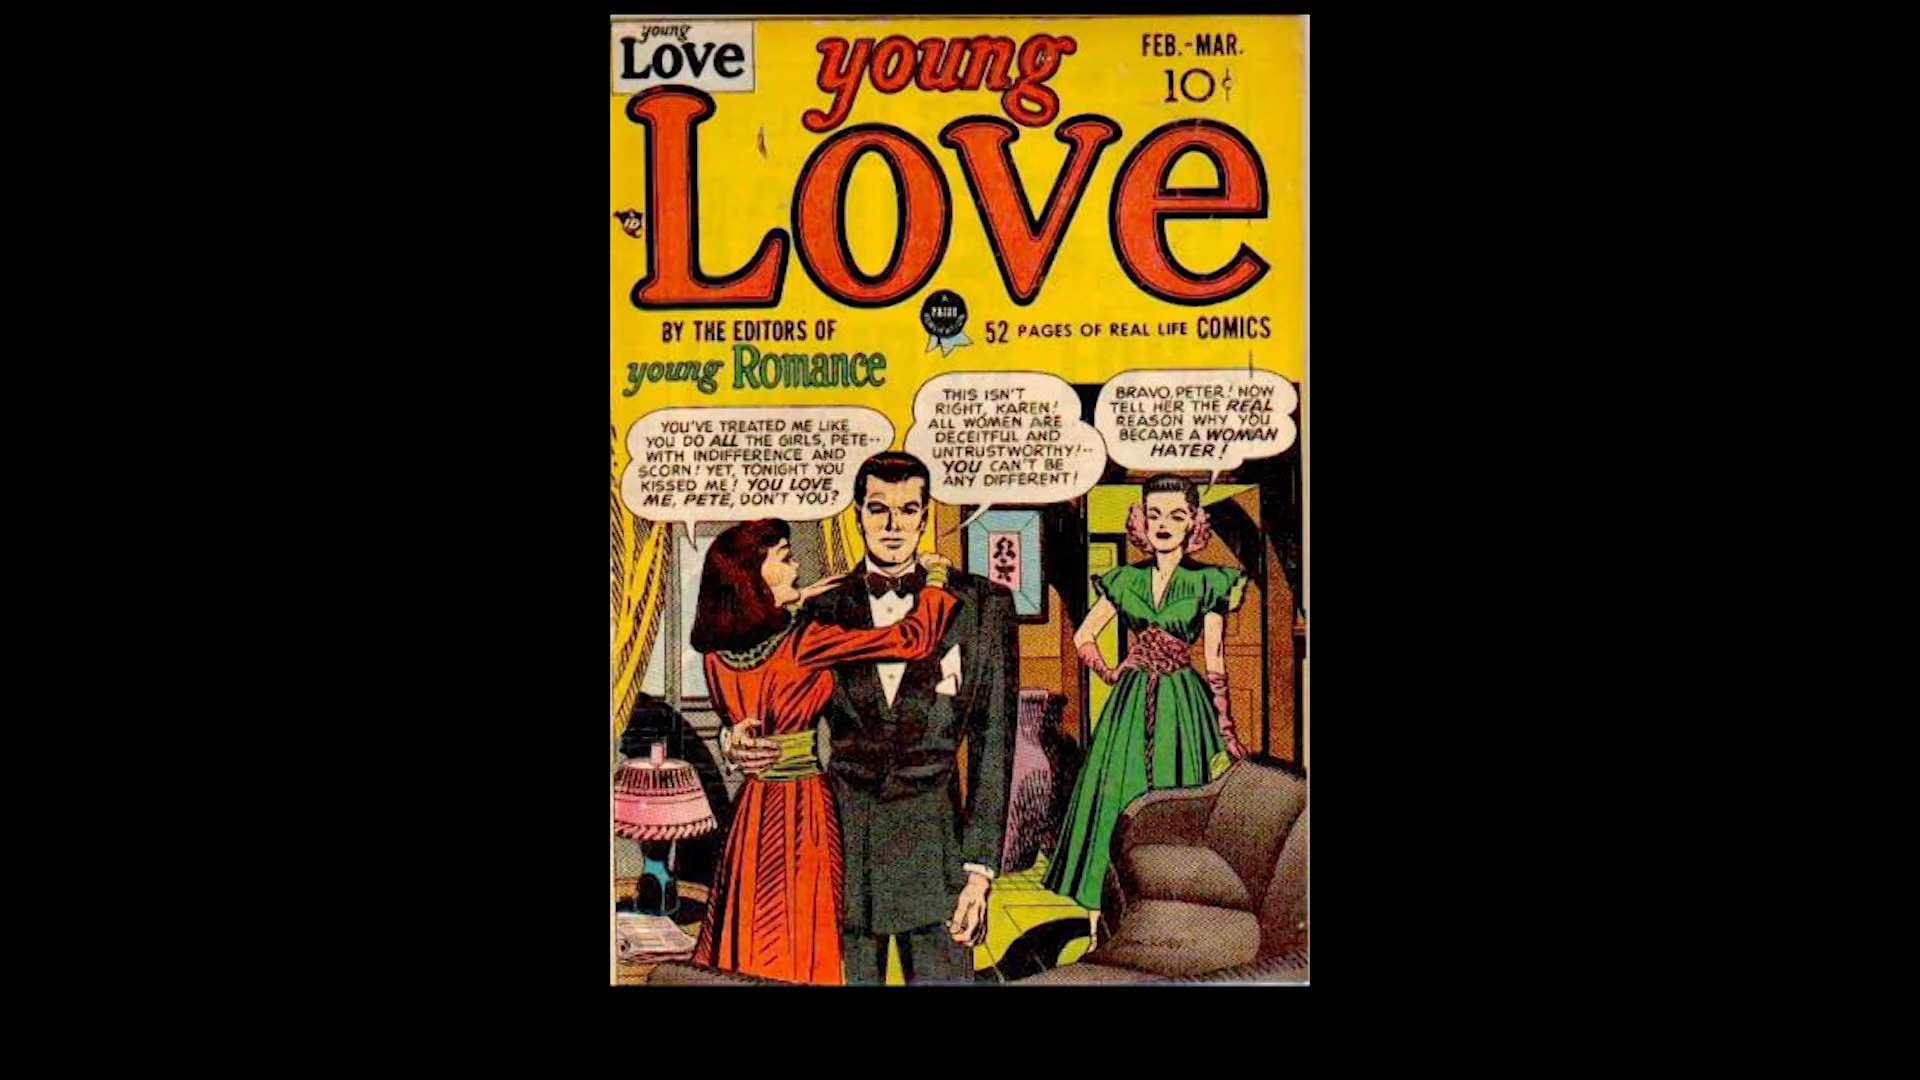 young
Love
young
Love
FEB.-MAR.
10¢
BY THE EDITORS OF
young Romance
A
PRIZE
PUBLICATION
52 PAGES OF REAL LIFE COMICS
YOU'VE TREATED ME LIKE
YOU DO ALL THE GIRLS, PETE--
WITH INDIFFERENCE AND
SCORN! YET, TONIGHT YOU
KISSED ME! YOU LOVE
ME, PETE, DON'T YOU?
THIS ISN'T
RIGHT, KAREN!
ALL WOMEN ARE
DECEITFUL AND
UNTRUSTWORTHY!--
YOU CAN'T BE
ANY DIFFERENT!
BRAVO, PETER! NOW
TELL HER THE REAL
REASON WHY YOU
BECAME A WOMAN
HATER!